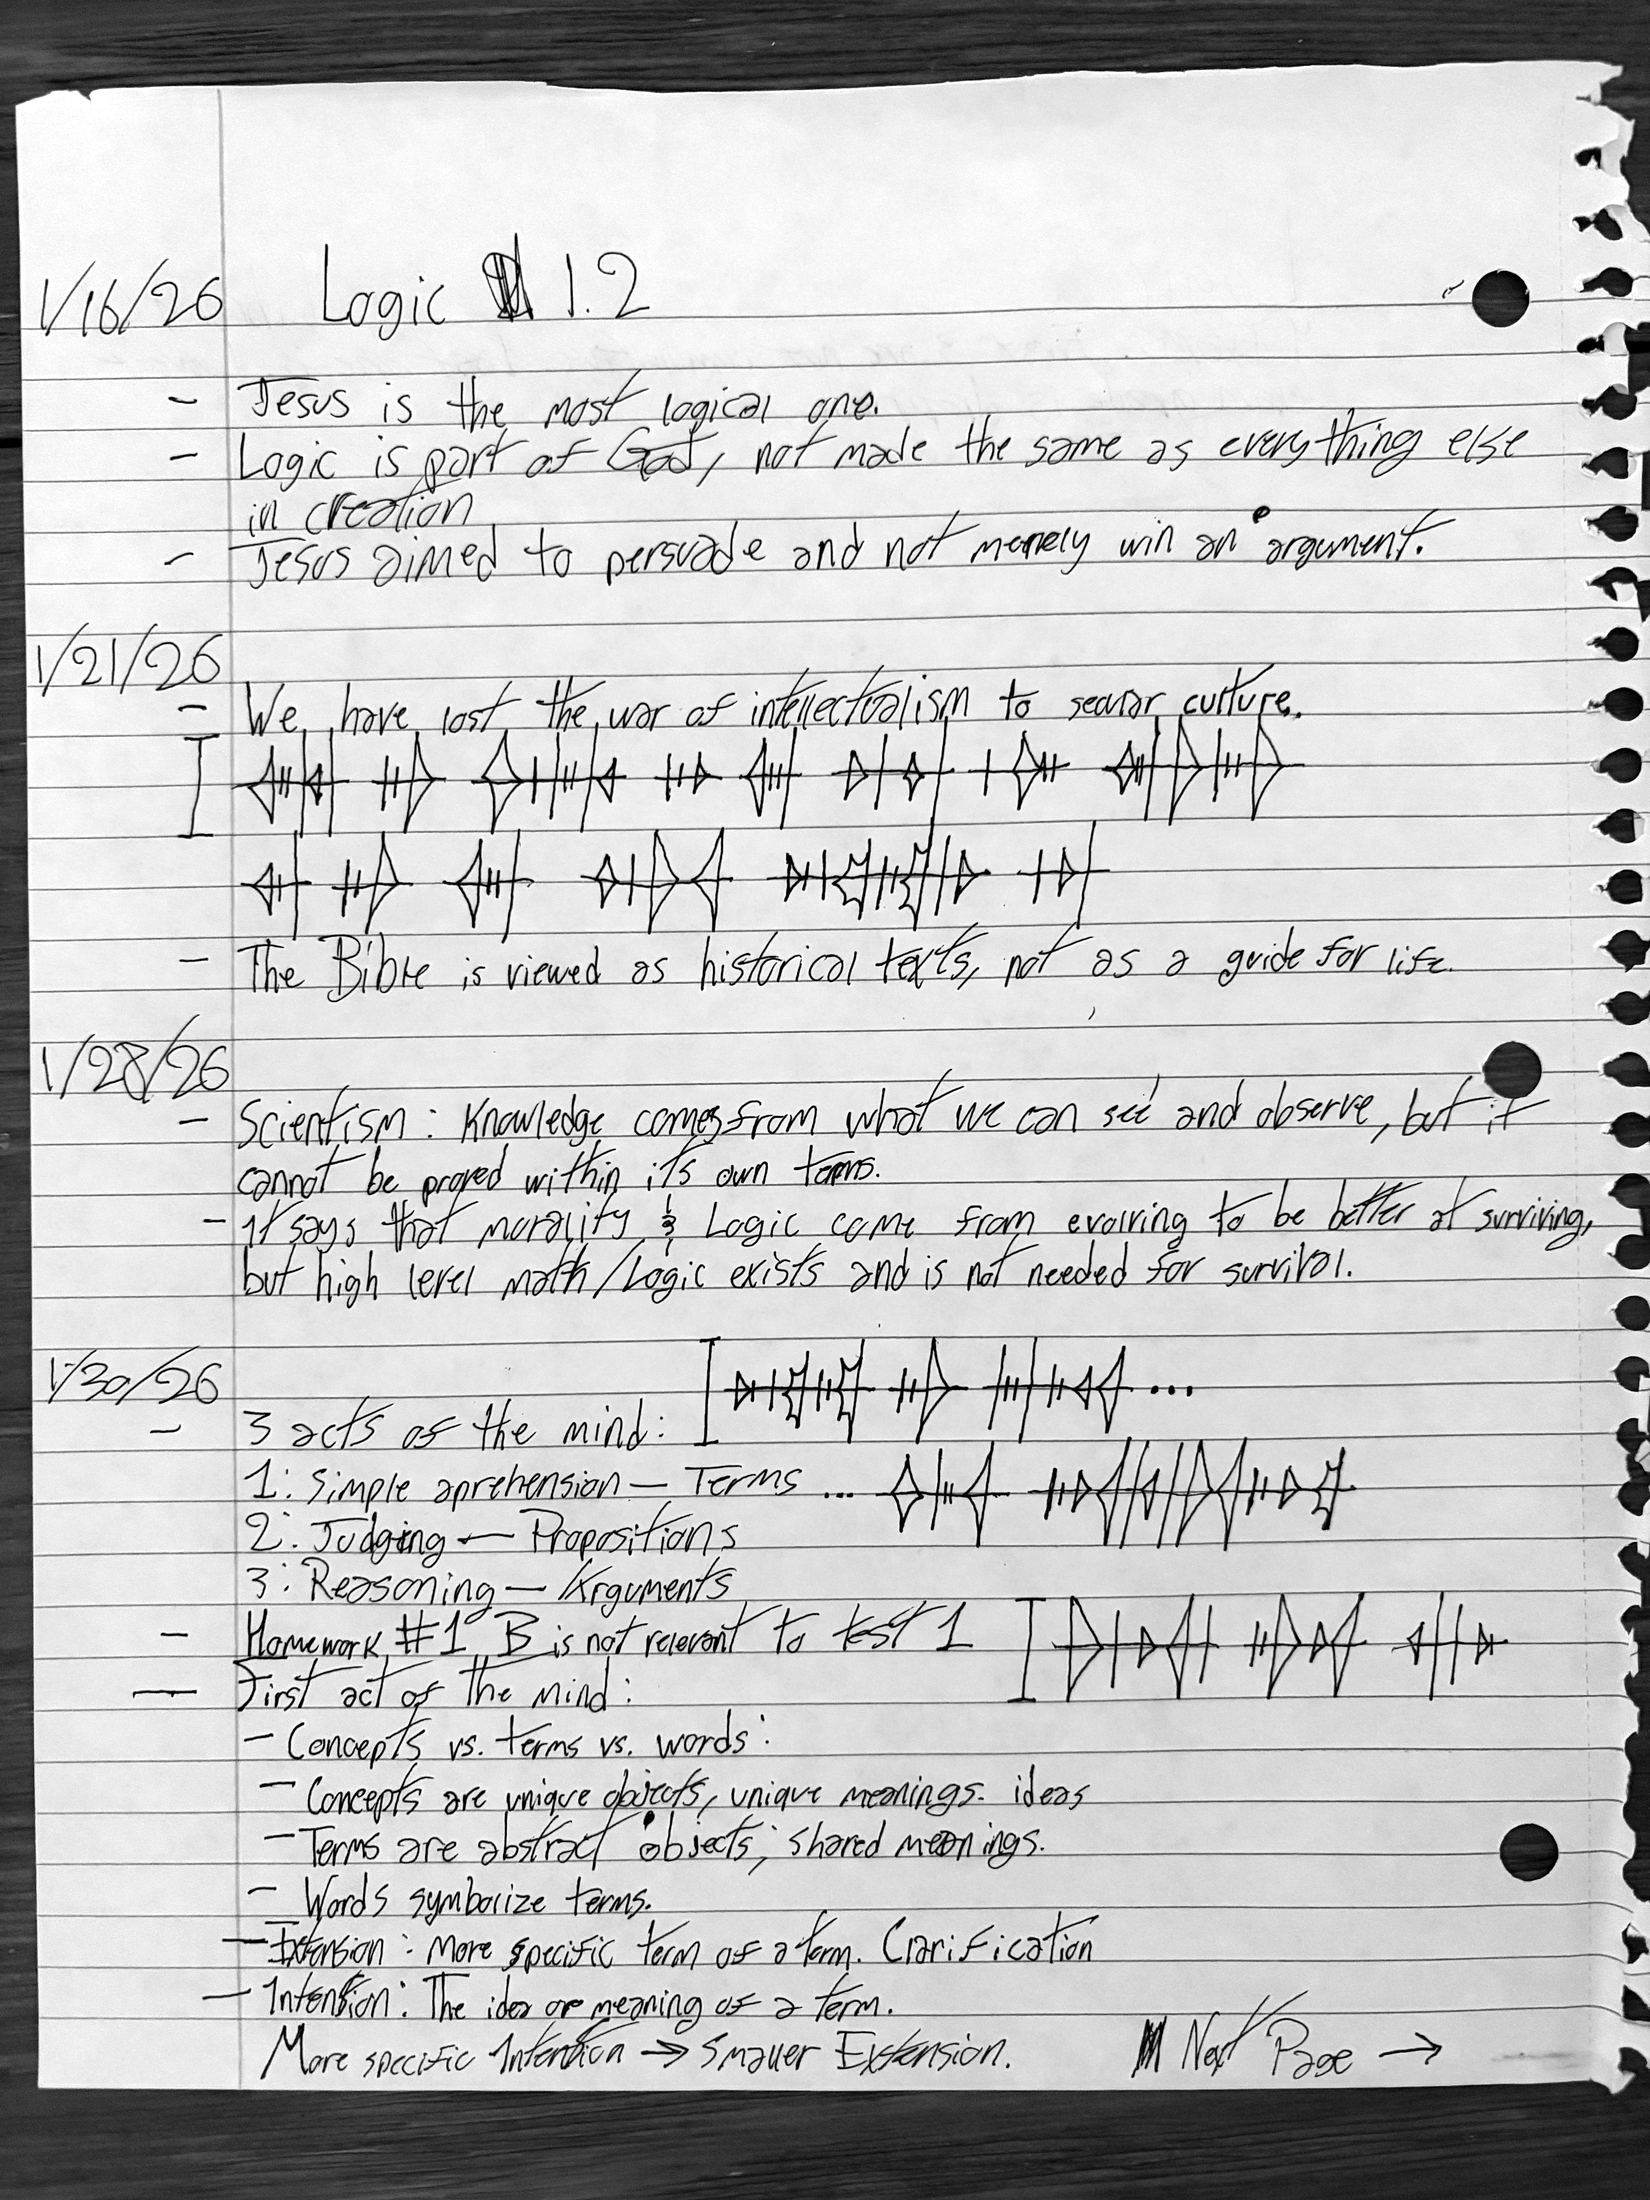 1/16/26 Logic 1.2
- Jesus is the most logical one.
- Logic is part of God, not made the same as everything else
in creation
- Jesus aimed to persuade and not merely win an argument.
1/21/26
- We have lost the war of intellectualism to secular culture.
- The Bible is viewed as historical texts, not as a guide for life.
1/28/26
- Scientism: Knowledge comes from what we can see and observe, but it
cannot be proved within it's own terms.
- It says that morality & Logic came from evolving to be better at surviving,
but high level math/Logic exists and is not needed for survival.
1/30/26
- 3 acts of the mind:
1: Simple aprehension — Terms ...
2: Judging — Propositions
3: Reasoning — Arguments
- Homework #1 B is not relevant to test 1
— First act of the mind:
- Concepts vs. terms vs. words:
- Concepts are unique objects, unique meanings. ideas
- Terms are abstract objects; shared meanings.
- Words symbolize terms.
- Extension: More specific term of a term. Clarification
- Intention: The idea or meaning of a term.
More specific Intention → Smaller Extension.
Next Page →